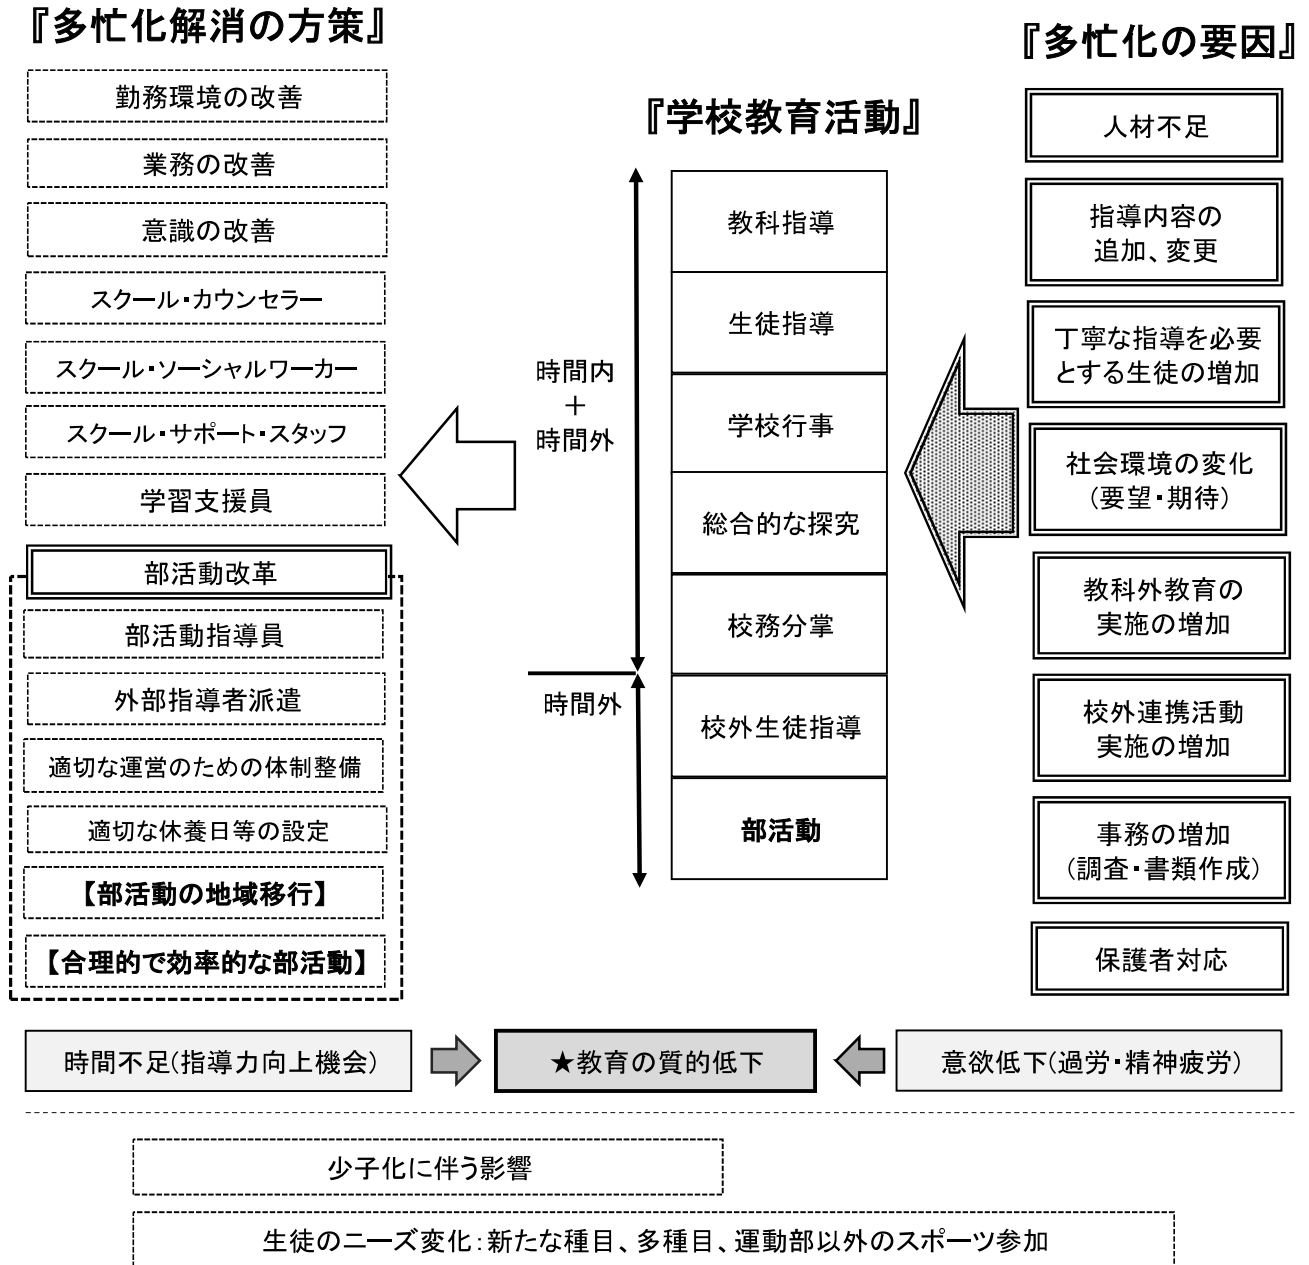 『多忙化解消の方策』
勤務環境の改善
業務の改善
意識の改善
スクール・カウンセラー
スクール・ソーシャルワーカー
スクール・サポート・スタッフ
学習支援員
部活動改革
部活動指導員
外部指導者派遣
適切な運営のための体制整備
適切な休養日等の設定
【部活動の地域移行】
【合理的で効率的な部活動】
『学校教育活動』
時間内
＋
時間外
時間外
教科指導
生徒指導
学校行事
総合的な探究
校務分掌
校外生徒指導
部活動
『多忙化の要因』
人材不足
指導内容の
追加、変更
丁寧な指導を必要
とする生徒の増加
社会環境の変化
(要望・期待)
教科外教育の
実施の増加
校外連携活動
実施の増加
事務の増加
(調査・書類作成)
保護者対応
時間不足(指導力向上機会)
★教育の質的低下
意欲低下(過労・精神疲労)
少子化に伴う影響
生徒のニーズ変化：新たな種目、多種目、運動部以外のスポーツ参加